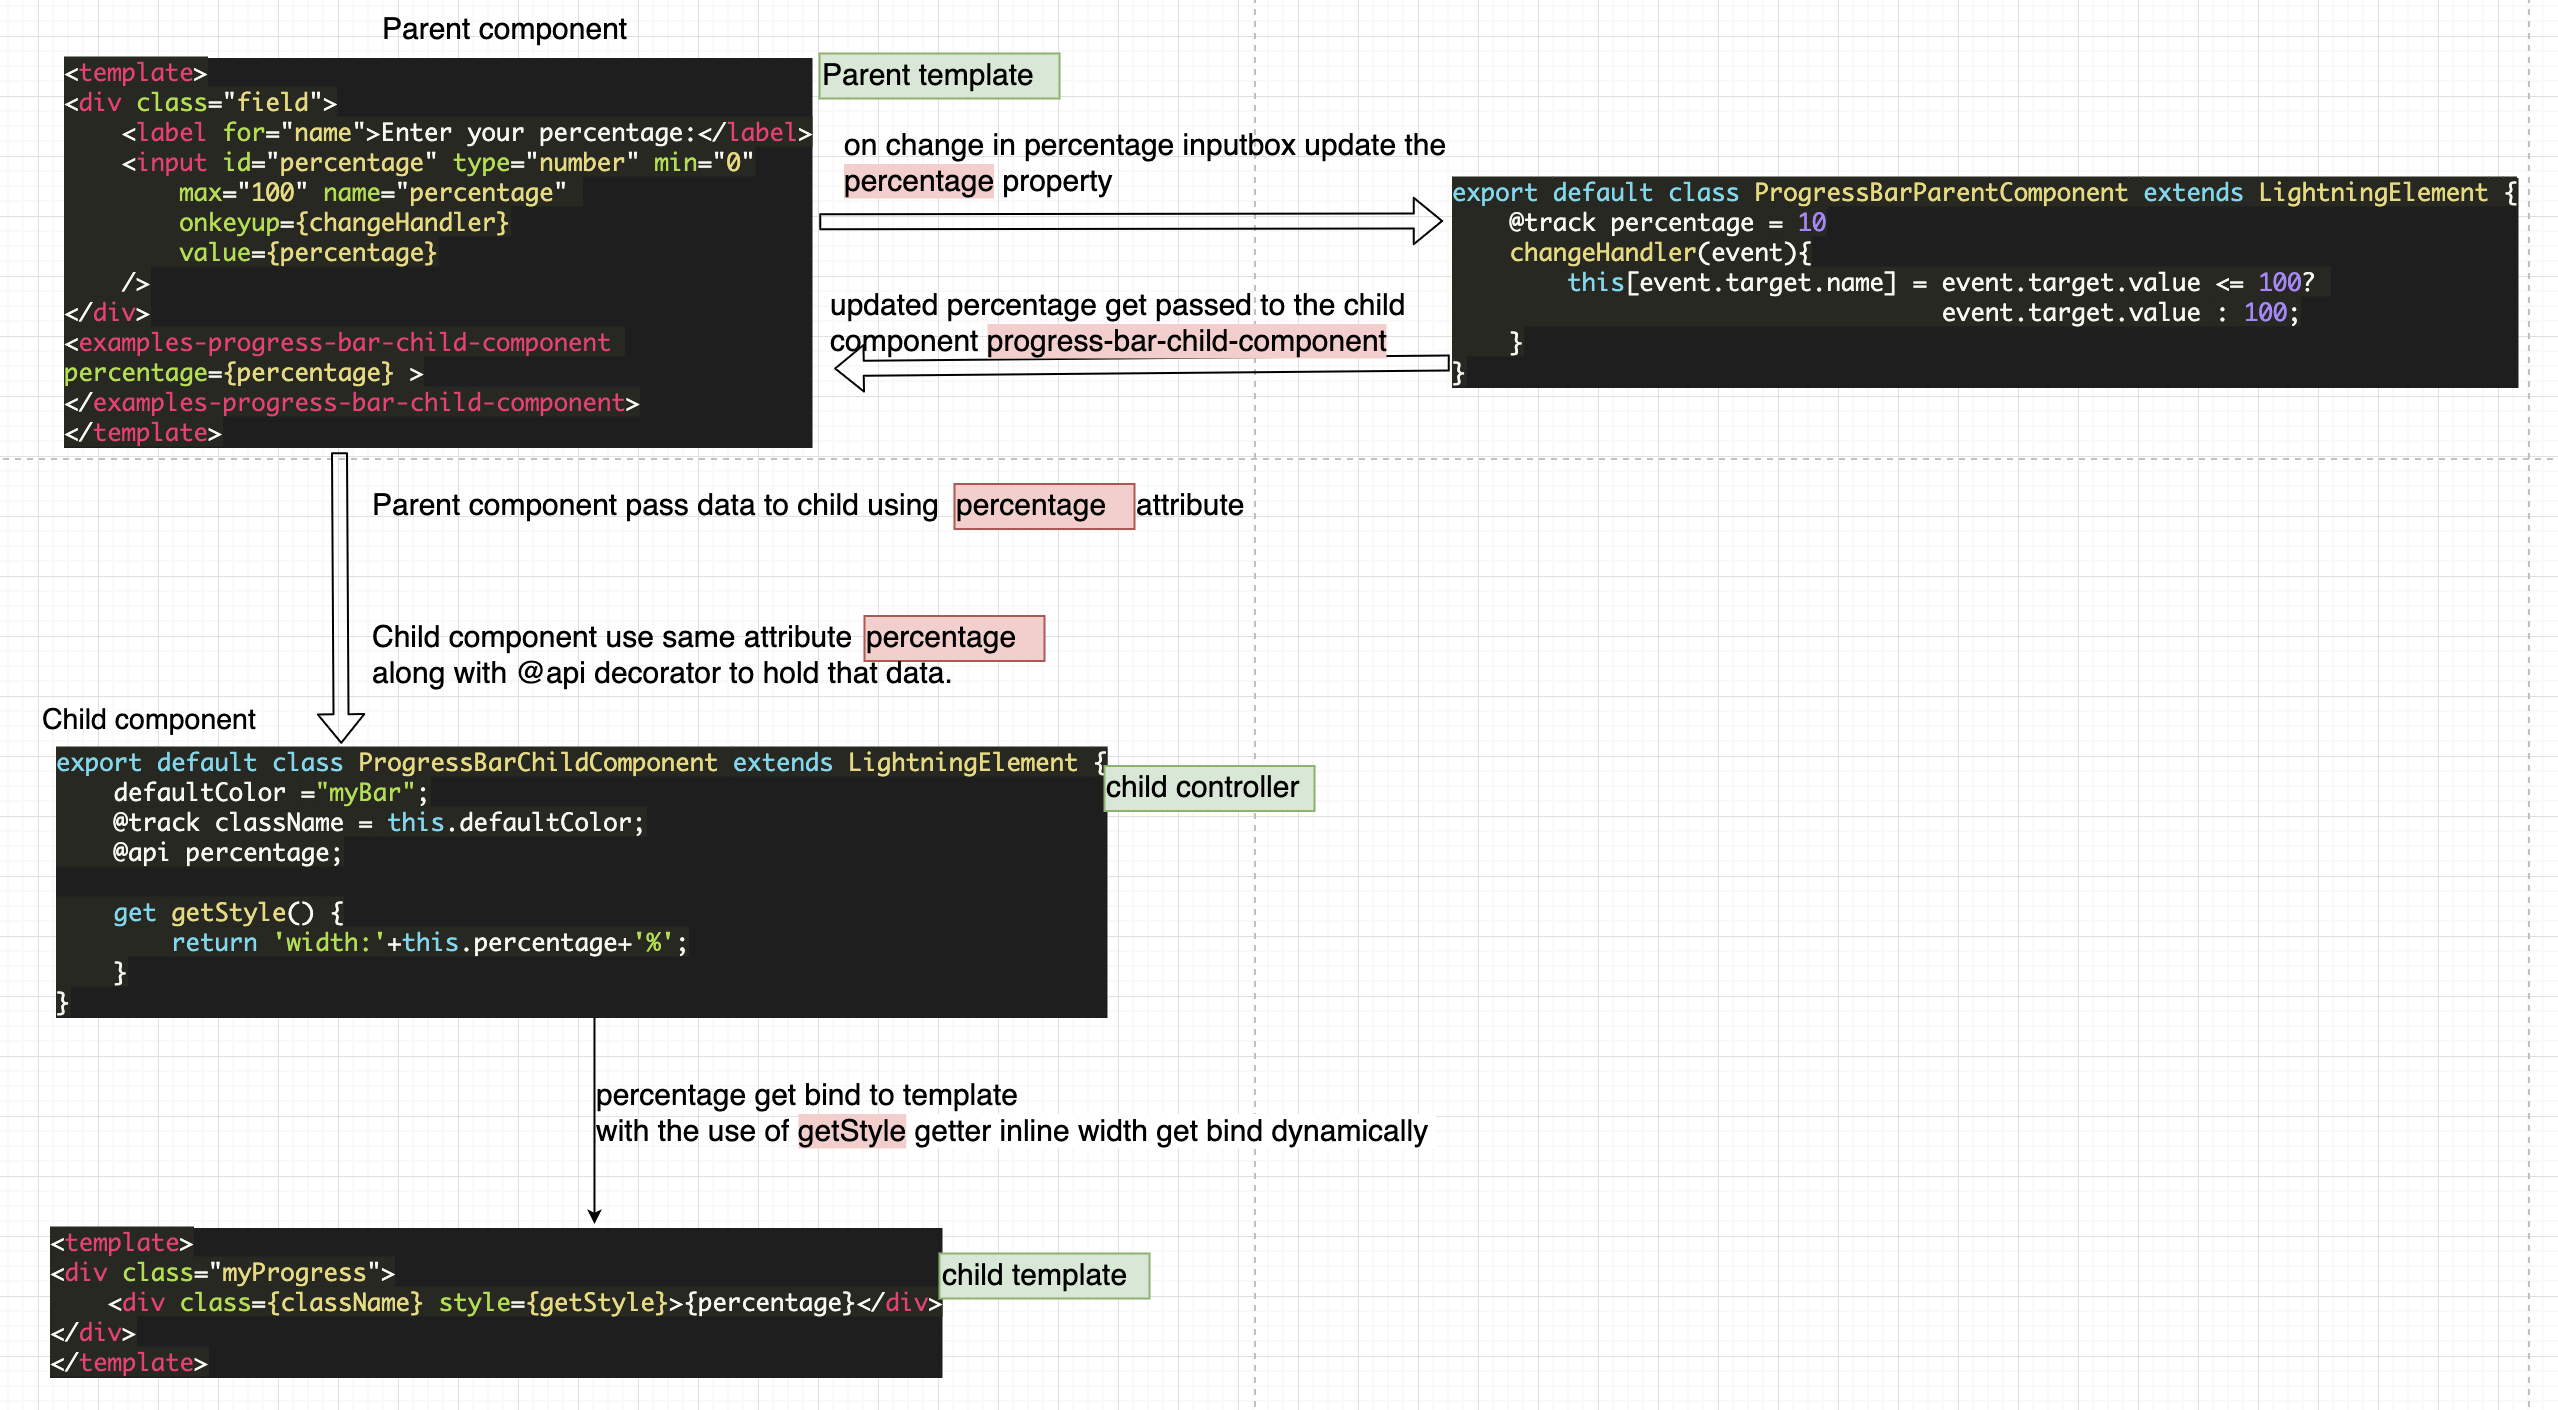 Parent component
<template>
<div class="field">
    <label for="name">Enter your percentage:</label>
    <input id="percentage" type="number" min="0"
        max="100" name="percentage"
        onkeyup={changeHandler}
        value={percentage}
    />
</div>
<examples-progress-bar-child-component
percentage={percentage} >
</examples-progress-bar-child-component>
</template>
Parent template
on change in percentage inputbox update the
percentage property
export default class ProgressBarParentComponent extends LightningElement {
    @track percentage = 10
    changeHandler(event){
        this[event.target.name] = event.target.value <= 100?
                                  event.target.value : 100;
    }
}
updated percentage get passed to the child
component progress-bar-child-component
Parent component pass data to child using percentage attribute
Child component use same attribute percentage
along with @api decorator to hold that data.
Child component
export default class ProgressBarChildComponent extends LightningElement {
    defaultColor ="myBar";
    @track className = this.defaultColor;
    @api percentage;
    get getStyle() {
        return 'width:'+this.percentage+'%';
    }
}
child controller
percentage get bind to template
with the use of getStyle getter inline width get bind dynamically
<template>
<div class="myProgress">
    <div class={className} style={getStyle}>{percentage}</div>
</div>
</template>
child template